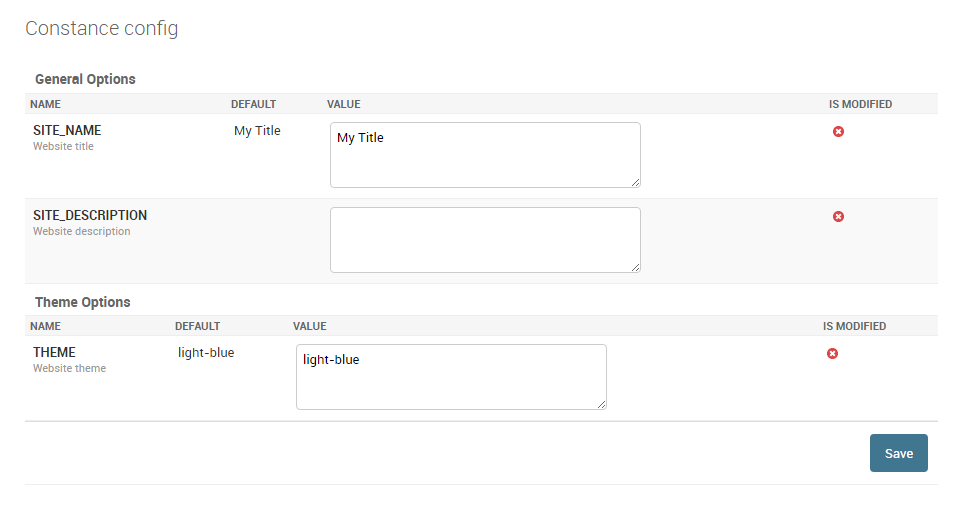 Constance config
General Options
NAME DEFAULT VALUE IS MODIFIED
SITE_NAME My Title My Title
Website title
SITE_DESCRIPTION
Website description
Theme Options
NAME DEFAULT VALUE IS MODIFIED
THEME light-blue light-blue
Website theme
Save